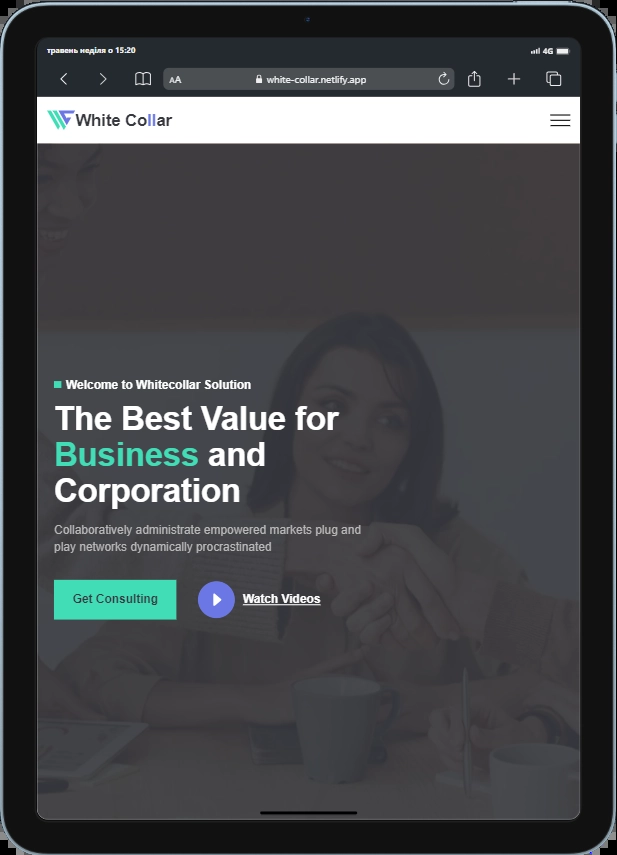 травень неділя о 15:20
4G
AA
white-collar.netlify.app
White Collar
Welcome to Whitecollar Solution
The Best Value for
Business and
Corporation
Collaboratively administrate empowered markets plug and
play networks dynamically procrastinated
Get Consulting
Watch Videos